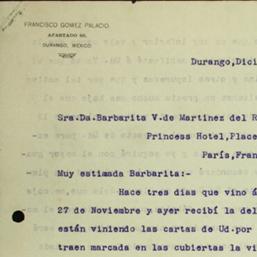 FRANCISCO GOMEZ PALACIO.
APARTADO 60.
DURANGO, MEXICO
Durango, Dici
Sra.Da.Barbarita V.de Martinez del R
Princess Hotel, Place
París, Fran
Muy estimada Barbarita:-
Hace tres dias que vino á
27 de Noviembre y ayer recibí la del
están viniendo las cartas de Ud.por
traen marcada en las cubiertas la vi